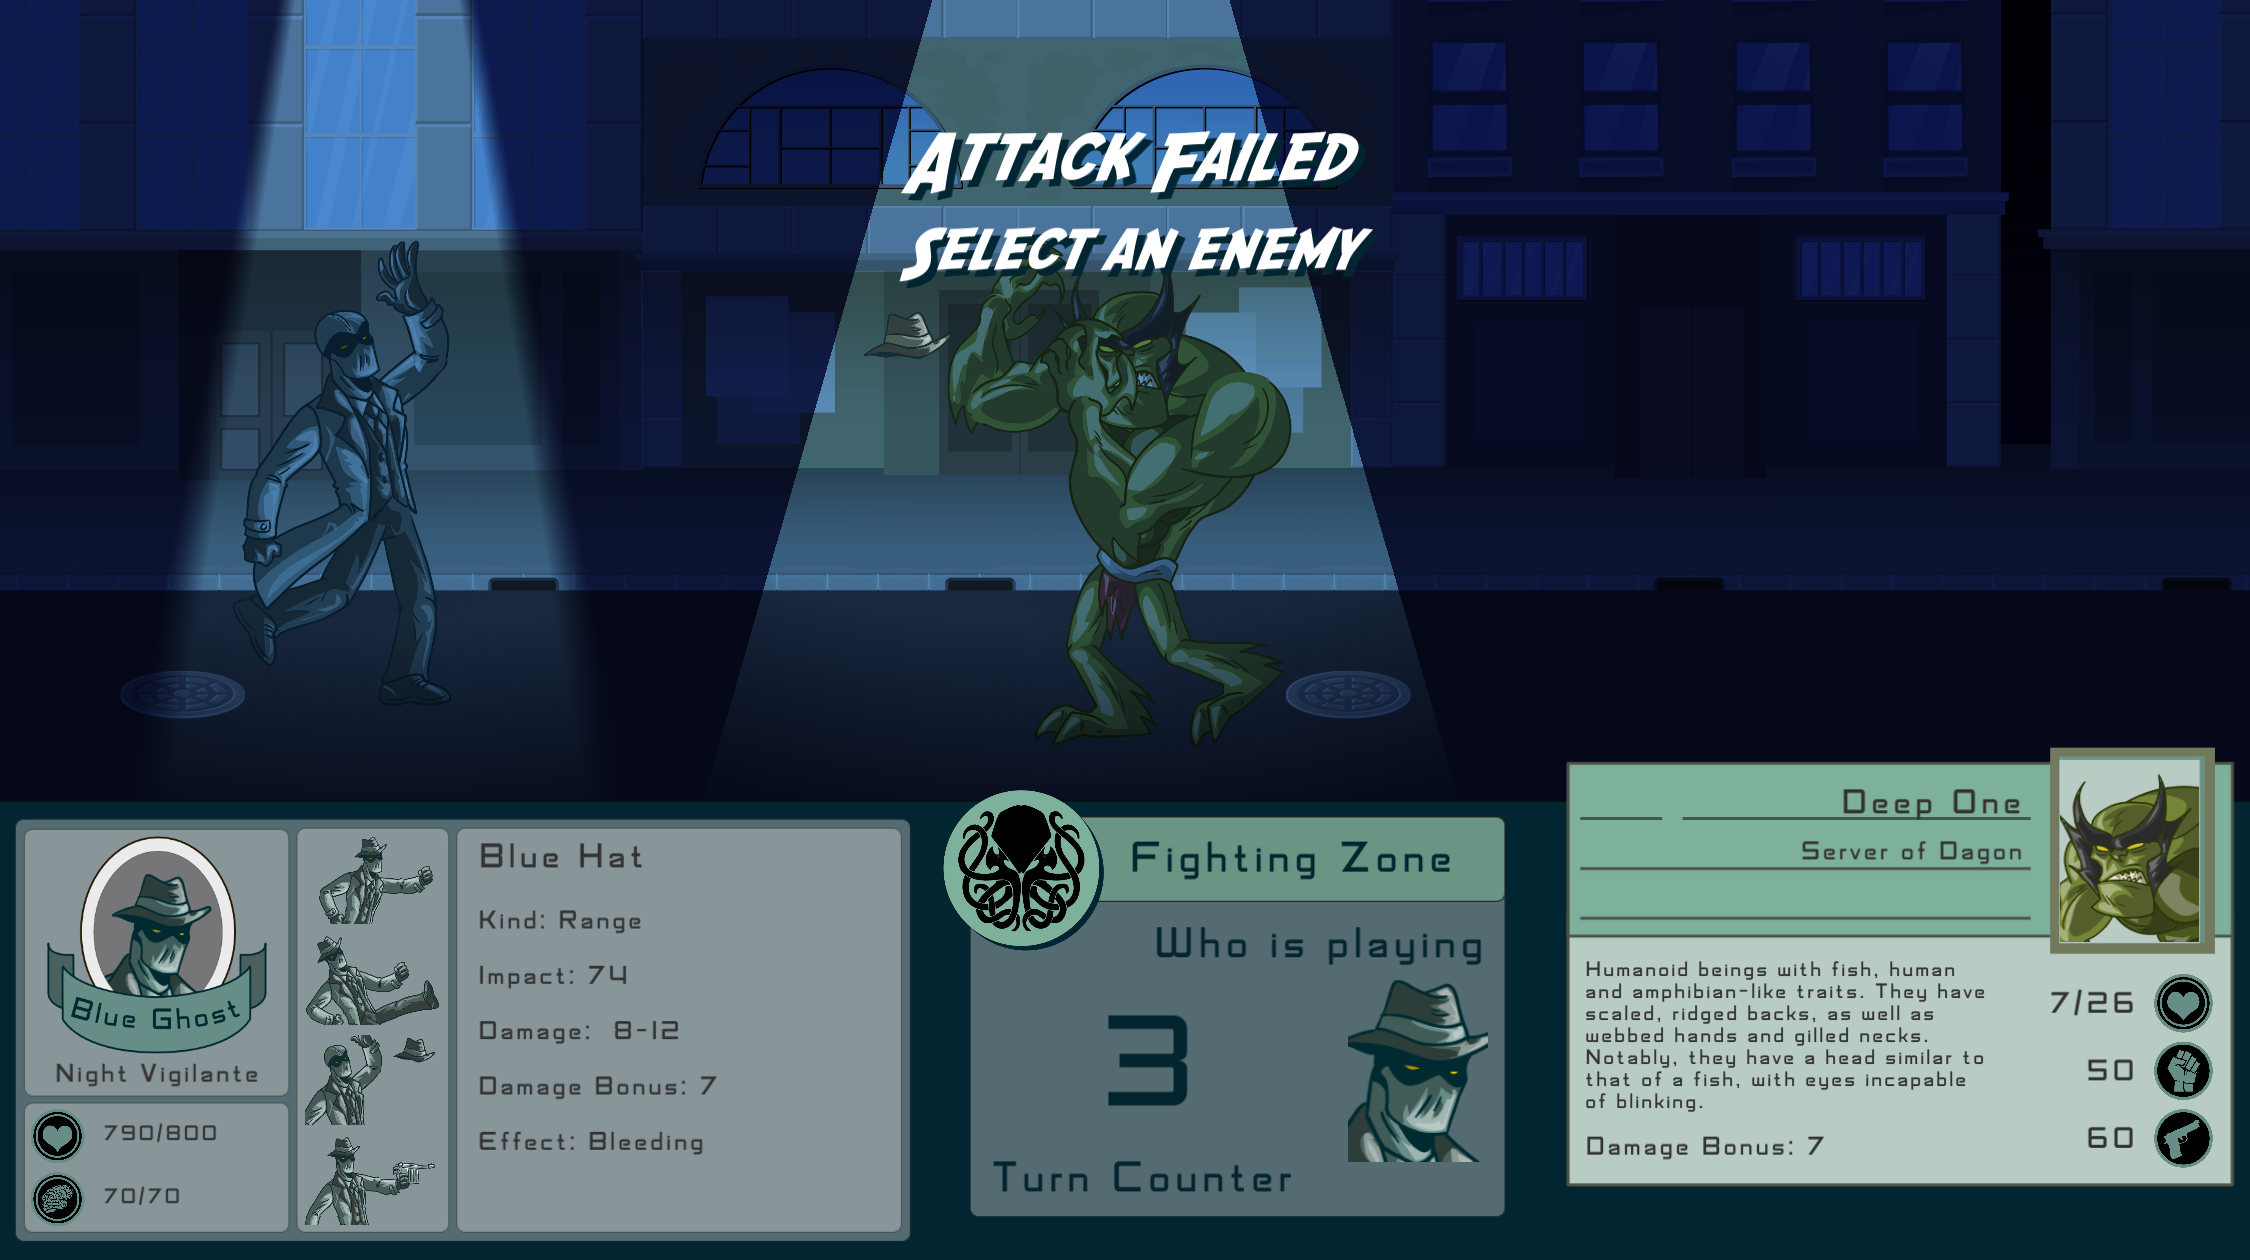 Attack Failed
Select an enemy
Blue Ghost
Night Vigilante
790/800
70/70
Blue Hat
Kind: Range
Impact: 74
Damage: 8-12
Damage Bonus: 7
Effect: Bleeding
Fighting Zone
Who is playing
3
Turn Counter
Deep One
Server of Dagon
Humanoid beings with fish, human
and amphibian-like traits. They have
scaled, ridged backs, as well as
webbed hands and gilled necks.
Notably, they have a head similar to
that of a fish, with eyes incapable
of blinking.
Damage Bonus: 7
7/26
50
60